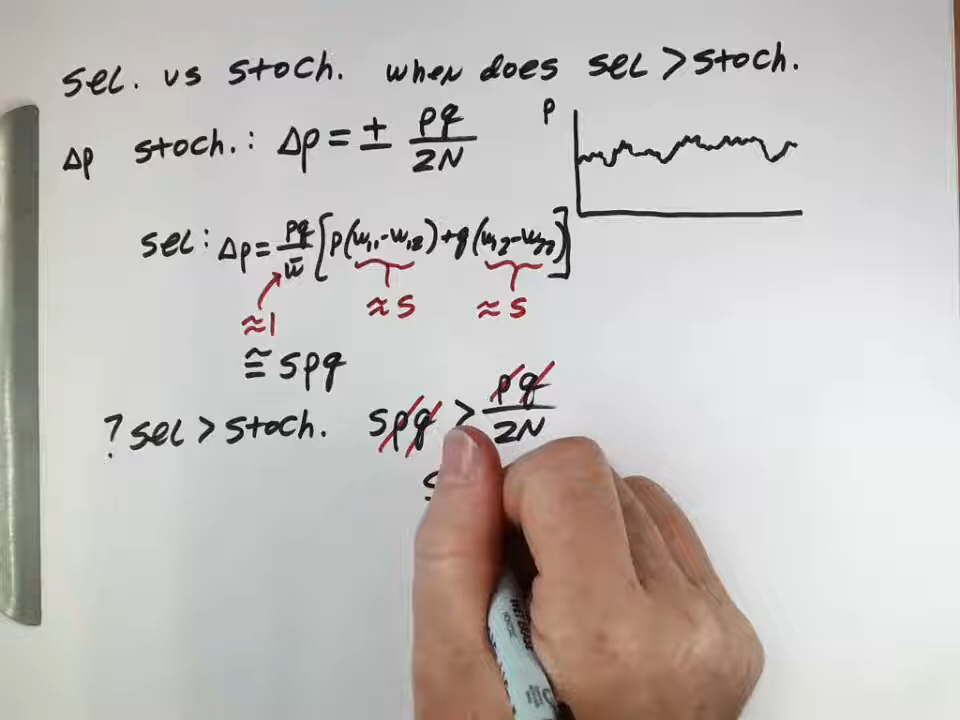 sel. vs stoch. when does sel > stoch.
Δp stoch.: Δp = ± pq/2N
p
sel: Δp = pq/w̄ [p(w₁₁-w₁₂)+q(w₁₂-w₂₂)]
≈1 ≈s ≈s
≅ spq
? sel > stoch. spq > pq/2N
s